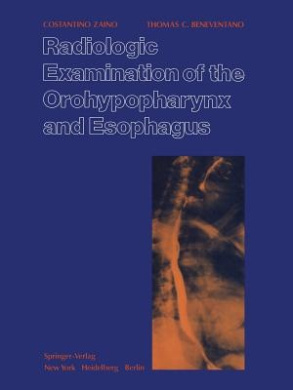 COSTANTINO ZAINO THOMAS C. BENEVENTANO
Radiologic
Examination of the
Orohypopharynx
and Esophagus
Springer-Verlag
New York Heidelberg Berlin